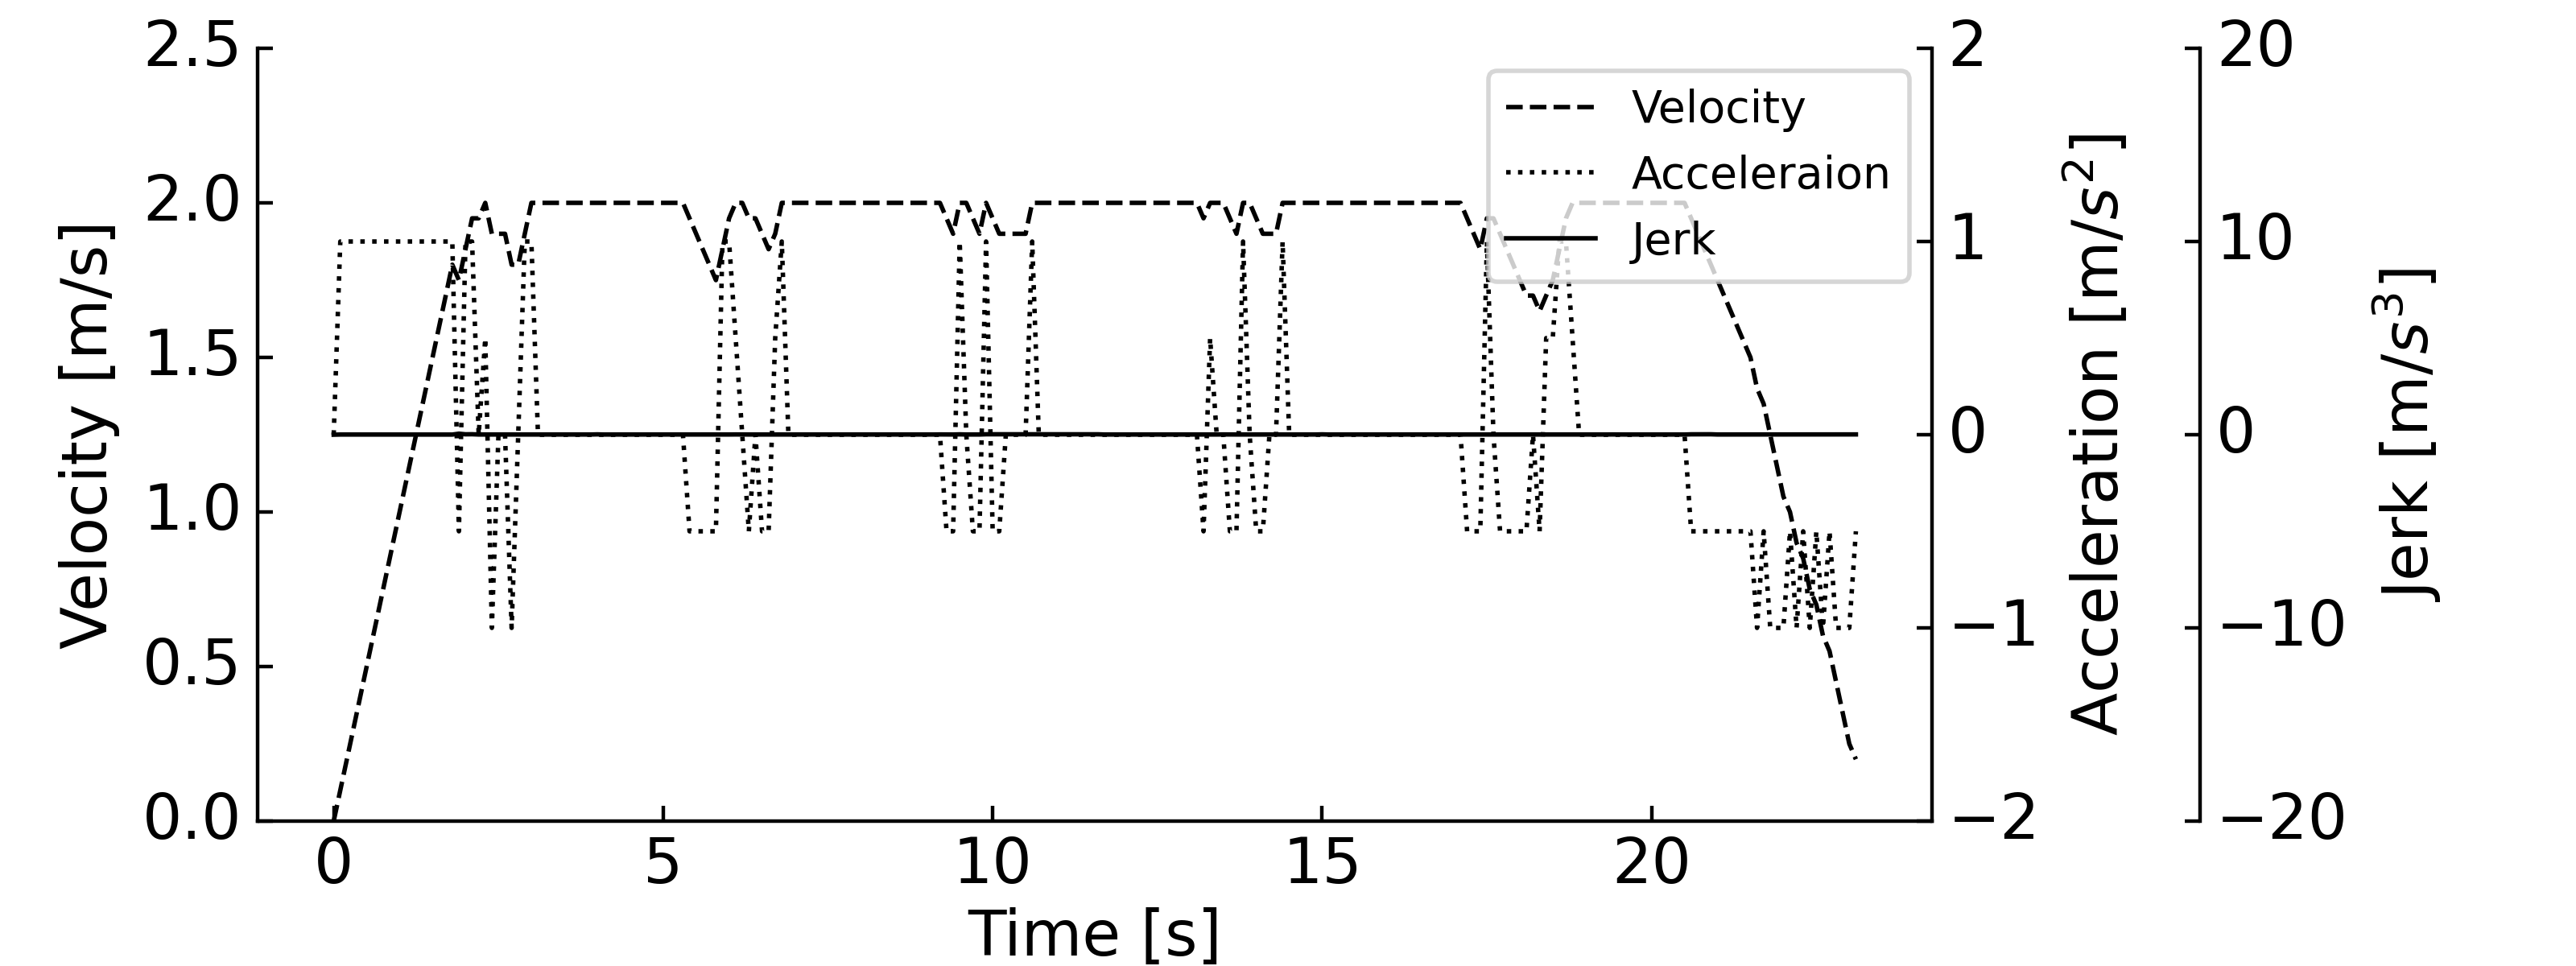 2.5
2.0
1.5
1.0
0.5
0.0
Velocity [m/s]
0 5 10 15 20
Time [s]
Velocity
Acceleraion
Jerk
2
1
0
−1
−2
Acceleration [m/s²]
20
10
0
−10
−20
Jerk [m/s³]